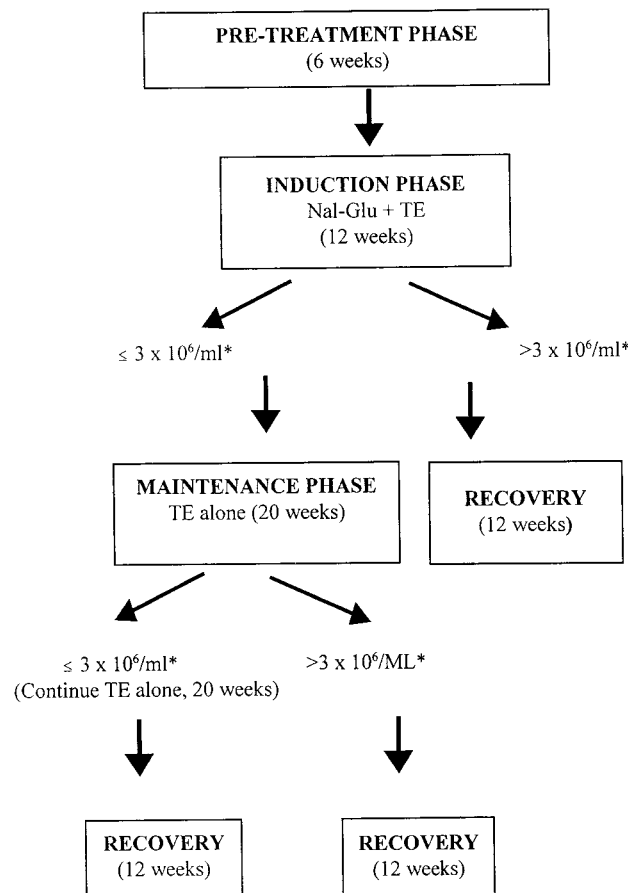 PRE-TREATMENT PHASE
(6 weeks)
INDUCTION PHASE
Nal-Glu + TE
(12 weeks)
≤ 3 x 10⁶/ml*
>3 x 10⁶/ml*
MAINTENANCE PHASE
TE alone (20 weeks)
RECOVERY
(12 weeks)
≤ 3 x 10⁶/ml*
(Continue TE alone, 20 weeks)
>3 x 10⁶/ML*
RECOVERY
(12 weeks)
RECOVERY
(12 weeks)